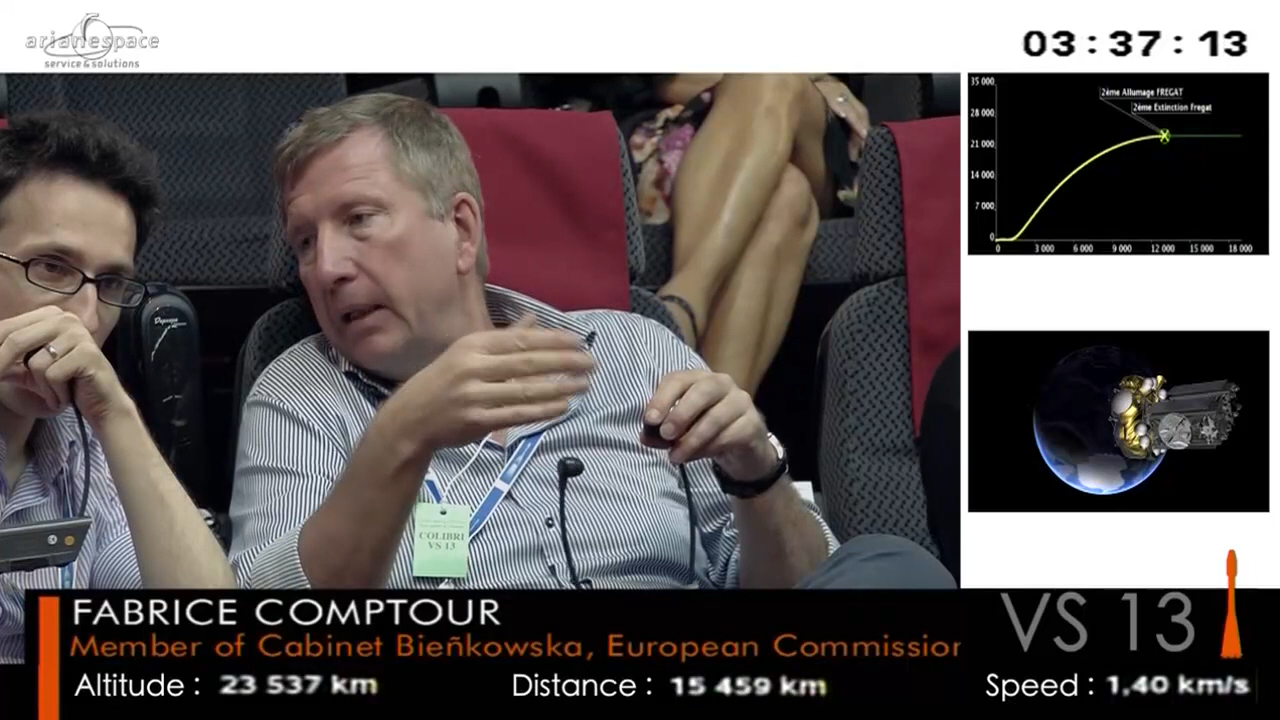 arianespace
service & solutions
03 : 37 : 13
35 000
28 000
21 000
14 000
7 000
0
2ème Allumage FREGAT
2ème Extinction Fregat
0 3 000 6 000 9 000 12 000 15 000 18 000
COLIBRI
VS 13
FABRICE COMPTOUR
Member of Cabinet Bieñkowska, European Commission
VS 13
Altitude : 23 537 km
Distance : 15 459 km
Speed : 1,40 km/s